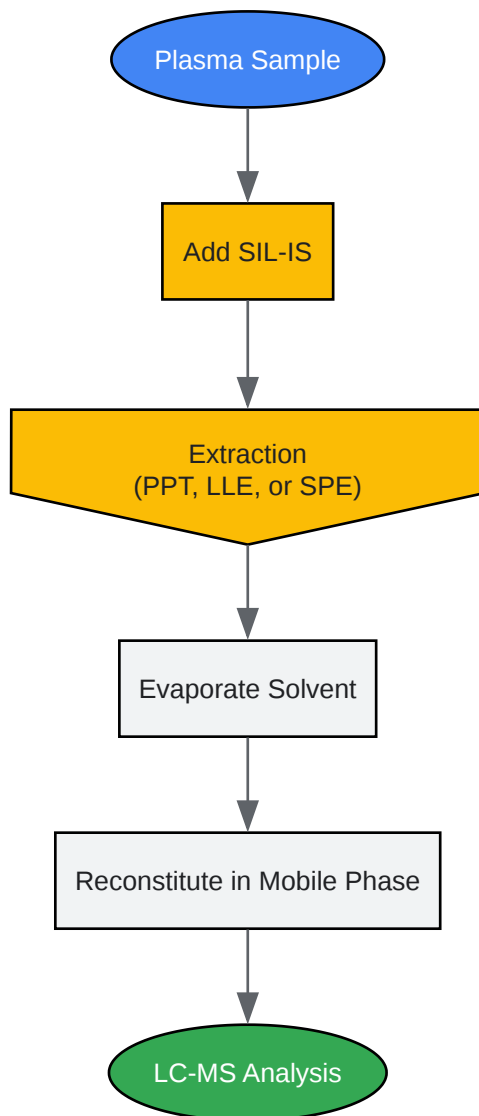 Plasma Sample
Add SIL-IS
Extraction
(PPT, LLE, or SPE)
Evaporate Solvent
Reconstitute in Mobile Phase
LC-MS Analysis